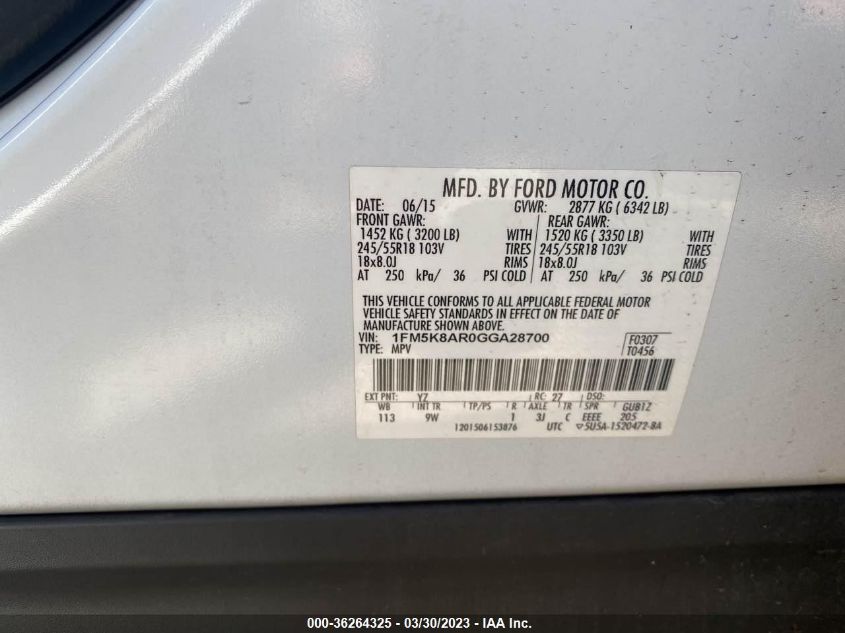 MFD. BY FORD MOTOR CO.
DATE: 06/15 GVWR: 2877 KG ( 6342 LB)
FRONT GAWR: REAR GAWR:
1452 KG ( 3200 LB) WITH 1520 KG ( 3350 LB) WITH
245/55R18 103V TIRES 245/55R18 103V TIRES
18x8.0J RIMS 18x8.0J RIMS
AT 250 kPa/ 36 PSI COLD AT 250 kPa/ 36 PSI COLD
THIS VEHICLE CONFORMS TO ALL APPLICABLE FEDERAL MOTOR
VEHICLE SAFETY STANDARDS IN EFFECT ON THE DATE OF
MANUFACTURE SHOWN ABOVE.
VIN: 1FM5K8AR0GGA28700 F0307
TYPE: MPV T0456
EXT PNT: YZ RC: 27 DSO:
WB INT TR TP/PS R AXLE TR SPR GUB1Z
113 9W 1 3J C EEEE 205
1201506153876 UTC ▽5U5A-1520472-BA
000-36264325 - 03/30/2023 - IAA Inc.